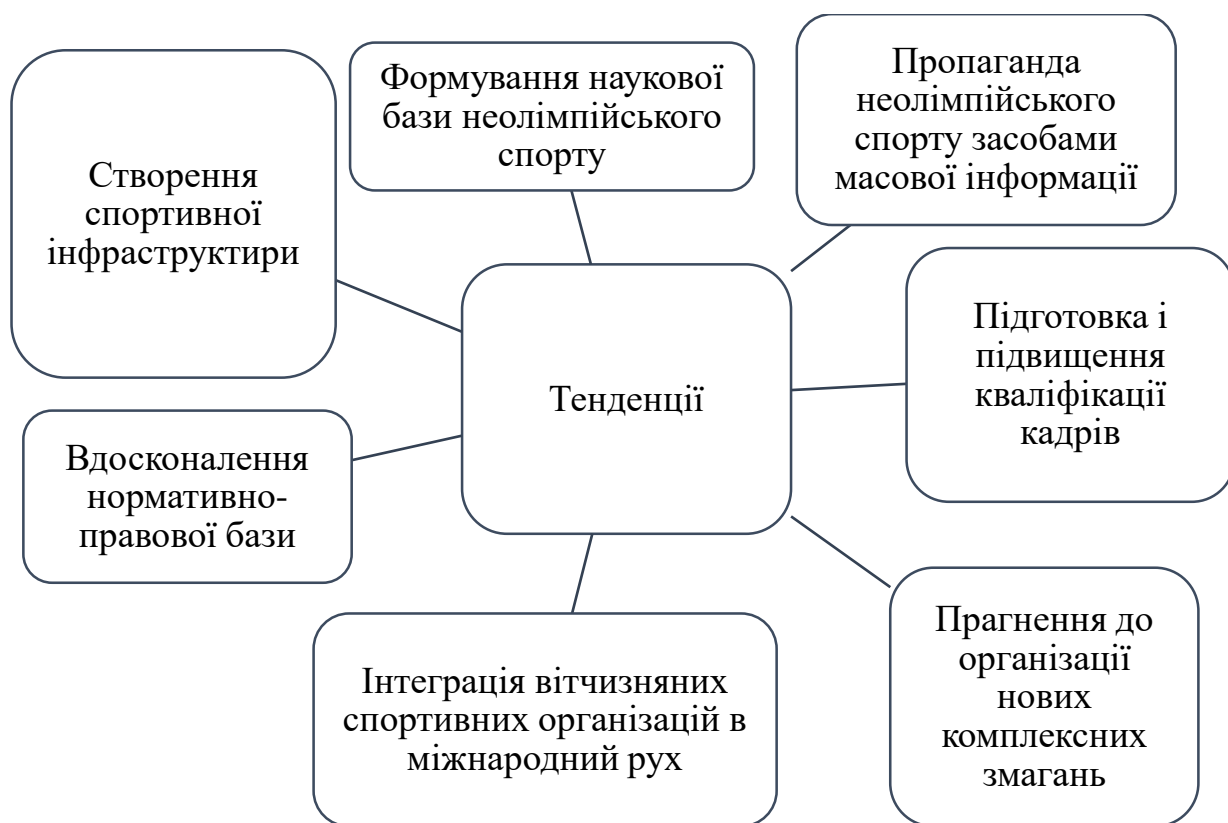 Створення
спортивної
інфраструктири
Формування наукової
бази неолімпійського
спорту
Пропаганда
неолімпійського
спорту засобами
масової інформації
Тенденції
Підготовка і
підвищення
кваліфікації
кадрів
Вдосконалення
нормативно-
правової бази
Інтеграція вітчизняних
спортивних організацій в
міжнародний рух
Прагнення до
організації
нових
комплексних
змагань